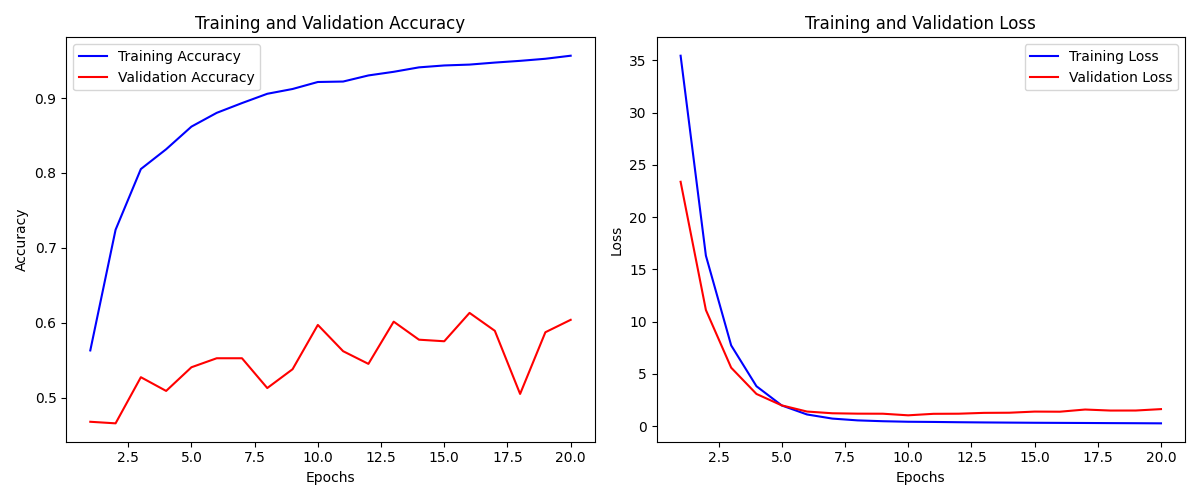 Training and Validation Accuracy
Training Accuracy
Validation Accuracy
0.9
0.8
0.7
0.6
0.5
Accuracy
2.5 5.0 7.5 10.0 12.5 15.0 17.5 20.0
Epochs
Training and Validation Loss
Training Loss
Validation Loss
35
30
25
20
15
10
5
0
Loss
2.5 5.0 7.5 10.0 12.5 15.0 17.5 20.0
Epochs